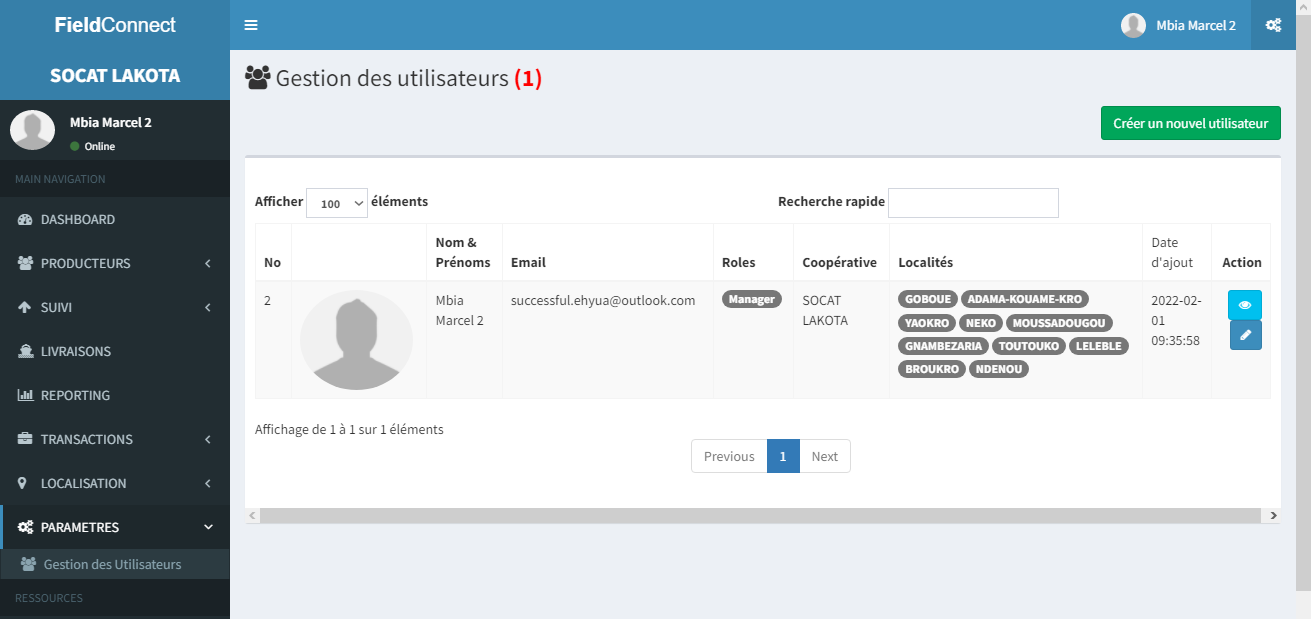 FieldConnect
Mbia Marcel 2
SOCAT LAKOTA
Mbia Marcel 2
Online
MAIN NAVIGATION
DASHBOARD
PRODUCTEURS
SUIVI
LIVRAISONS
REPORTING
TRANSACTIONS
LOCALISATION
PARAMETRES
Gestion des Utilisateurs
RESSOURCES
Gestion des utilisateurs (1)
Créer un nouvel utilisateur
Afficher 100 éléments
Recherche rapide
No
Nom &
Prénoms
Email
Roles
Coopérative
Localités
Date
d'ajout
Action
2
Mbia
Marcel 2
successful.ehyua@outlook.com
Manager
SOCAT
LAKOTA
GOBOUE ADAMA-KOUAME-KRO
YAOKRO NEKO MOUSSADOUGOU
GNAMBEZARIA TOUTOUKO LELEBLE
BROUKRO NDENOU
2022-02-
01
09:35:58
Affichage de 1 à 1 sur 1 éléments
Previous 1 Next